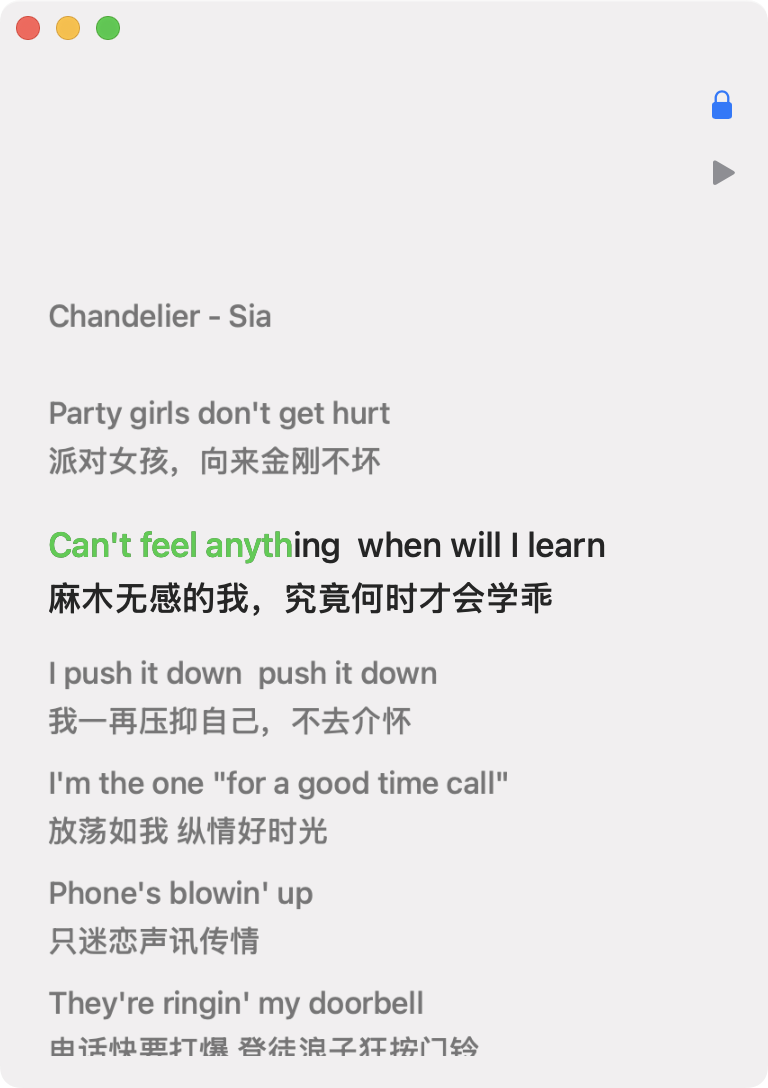 Chandelier - Sia
Party girls don't get hurt
派对女孩，向来金刚不坏
Can't feel anything  when will I learn
麻木无感的我，究竟何时才会学乖
I push it down  push it down
我一再压抑自己，不去介怀
I'm the one "for a good time call"
放荡如我 纵情好时光
Phone's blowin' up
只迷恋声讯传情
They're ringin' my doorbell
电话快要打爆 登徒浪子狂按门铃